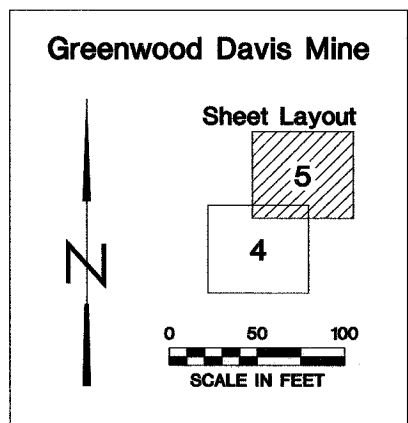 Greenwood Davis Mine
Sheet Layout
5
4
N
0 50 100
SCALE IN FEET